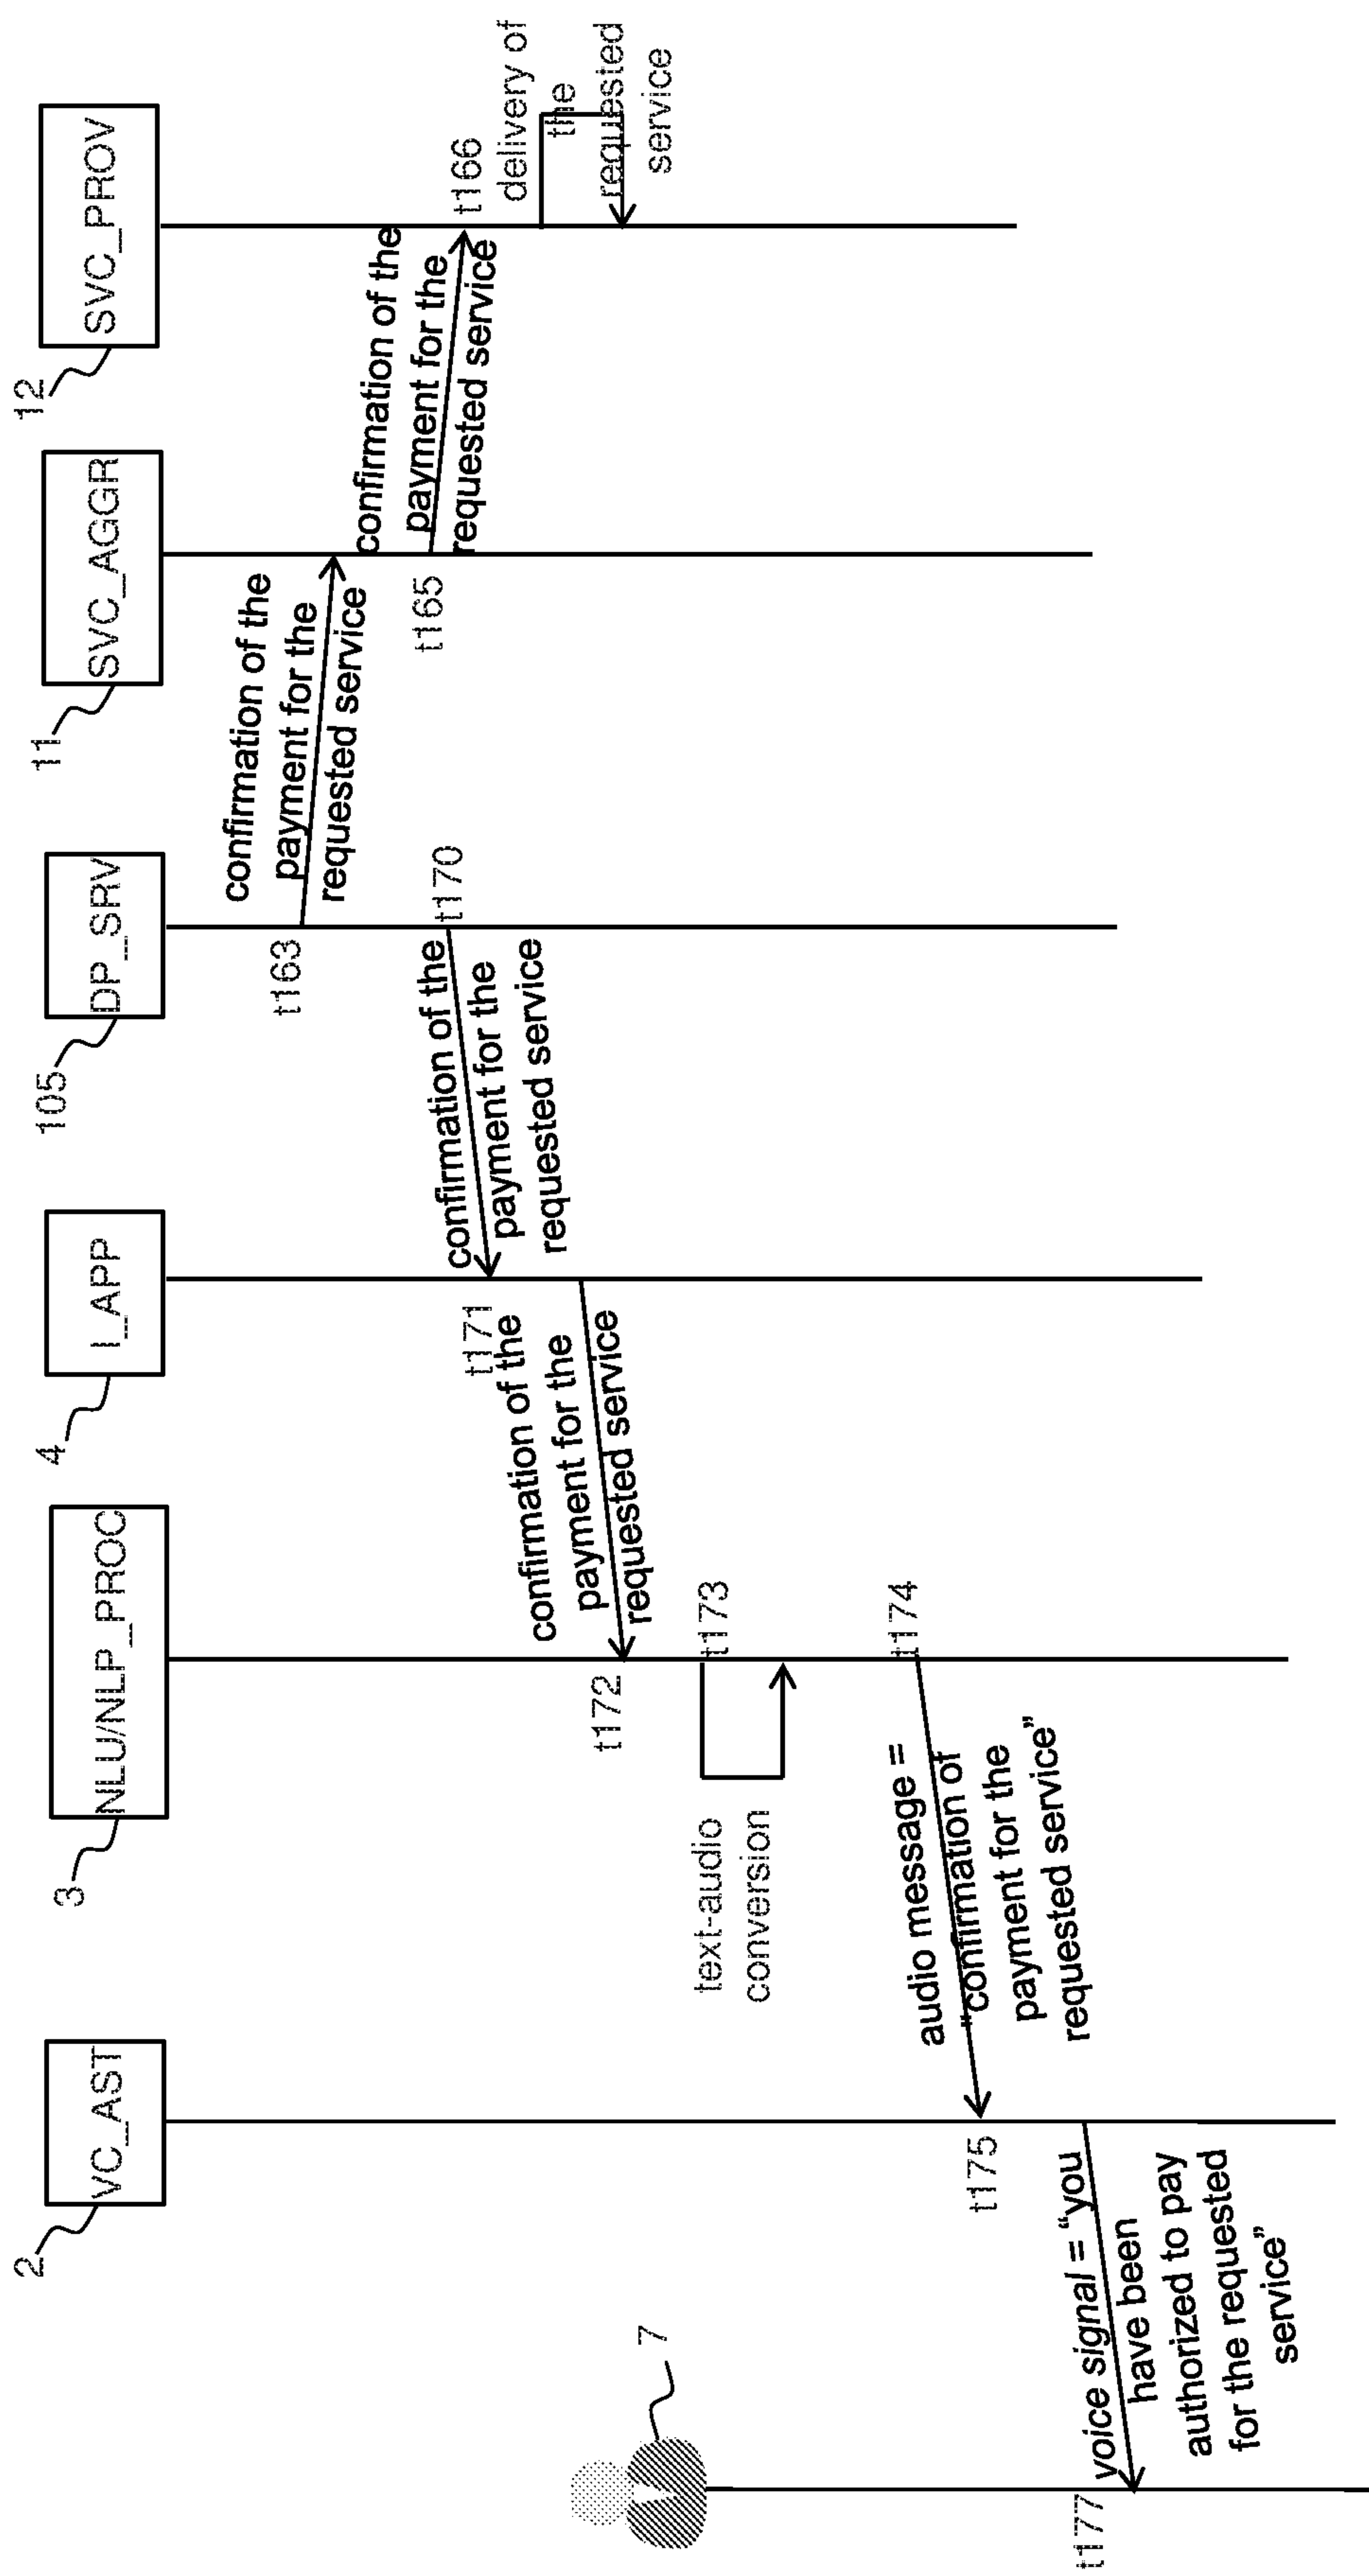 2
VC_AST
3
NLU/NLP_PROC
4
I_APP
105
DP_SRV
11
SVC_AGGR
12
SVC_PROV
7
t163
confirmation of the
payment for the
requested service
t165
confirmation of the
payment for the
requested service
t166
delivery of
the
requested
service
t170
confirmation of the
payment for the
requested service
t171
confirmation of the
payment for the
requested service
t172
t173
text-audio
conversion
t174
audio message =
“confirmation of
payment for the
requested service”
t175
voice signal = “you
have been
authorized to pay
for the requested
service”
t177